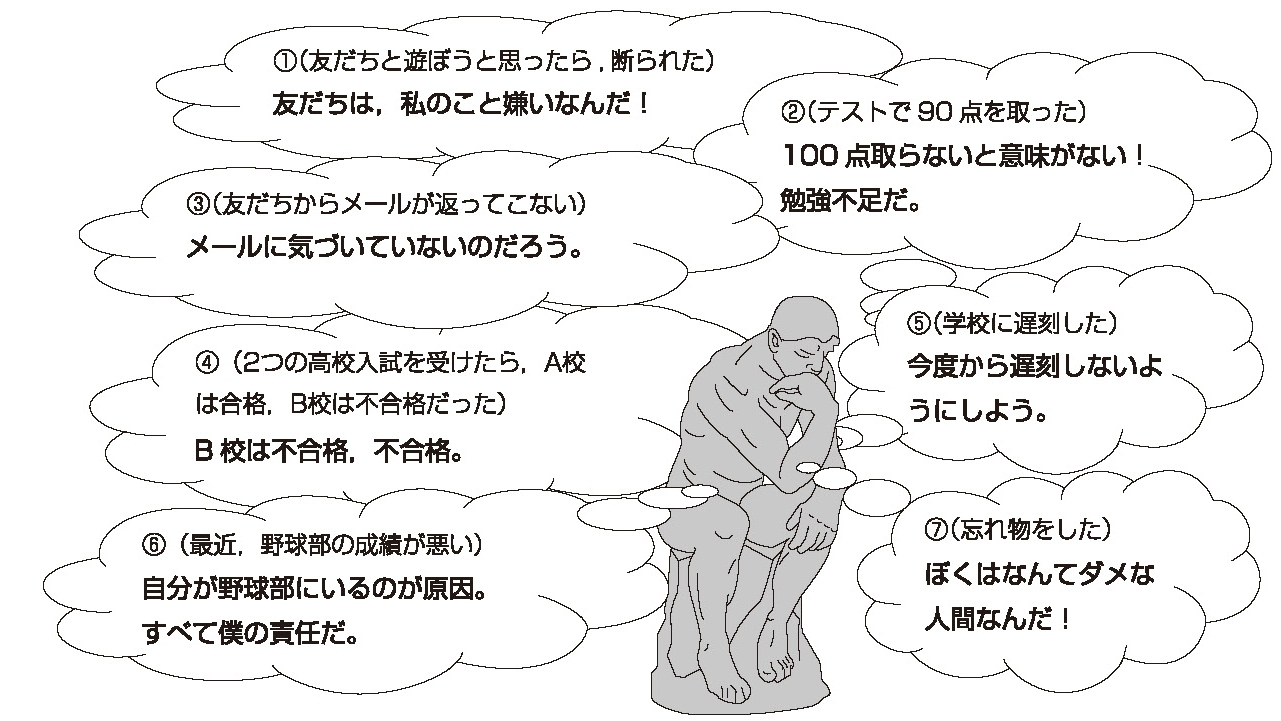 ①(友だちと遊ぼうと思ったら，断られた)
友だちは，私のこと嫌いなんだ！
②(テストで90点を取った)
100点取らないと意味がない！
勉強不足だ。
③(友だちからメールが返ってこない)
メールに気づいていないのだろう。
④（2つの高校入試を受けたら，A校
は合格，B校は不合格だった）
B校は不合格，不合格。
⑤(学校に遅刻した)
今度から遅刻しないよ
うにしよう。
⑥（最近，野球部の成績が悪い）
自分が野球部にいるのが原因。
すべて僕の責任だ。
⑦(忘れ物をした)
ぼくはなんてダメな
人間なんだ！